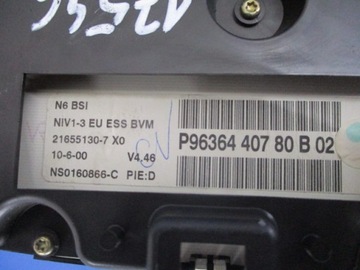 12546
N6 BSI
NIV1-3 EU ESS BVM
21655130-7 X0
10-6-00 V4.46
NS0160866-C PIE:D
P96364 407 80 B 02